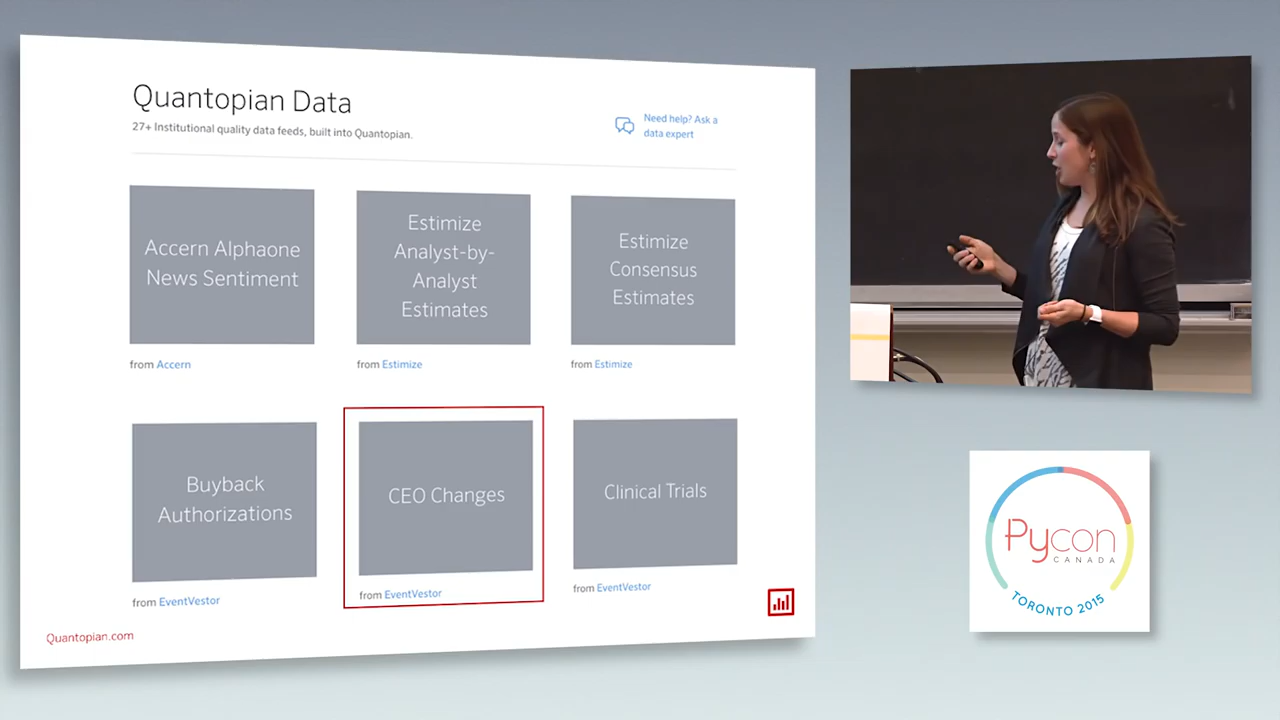 Quantopian Data
27+ Institutional quality data feeds, built into Quantopian.
Need help? Ask a
data expert
Accern Alphaone
News Sentiment
Estimize
Analyst-by-
Analyst
Estimates
Estimize
Consensus
Estimates
from Accern
from Estimize
from Estimize
Buyback
Authorizations
CEO Changes
Clinical Trials
from EventVestor
from EventVestor
from EventVestor
Quantopian.com
Pycon
CANADA
TORONTO 2015